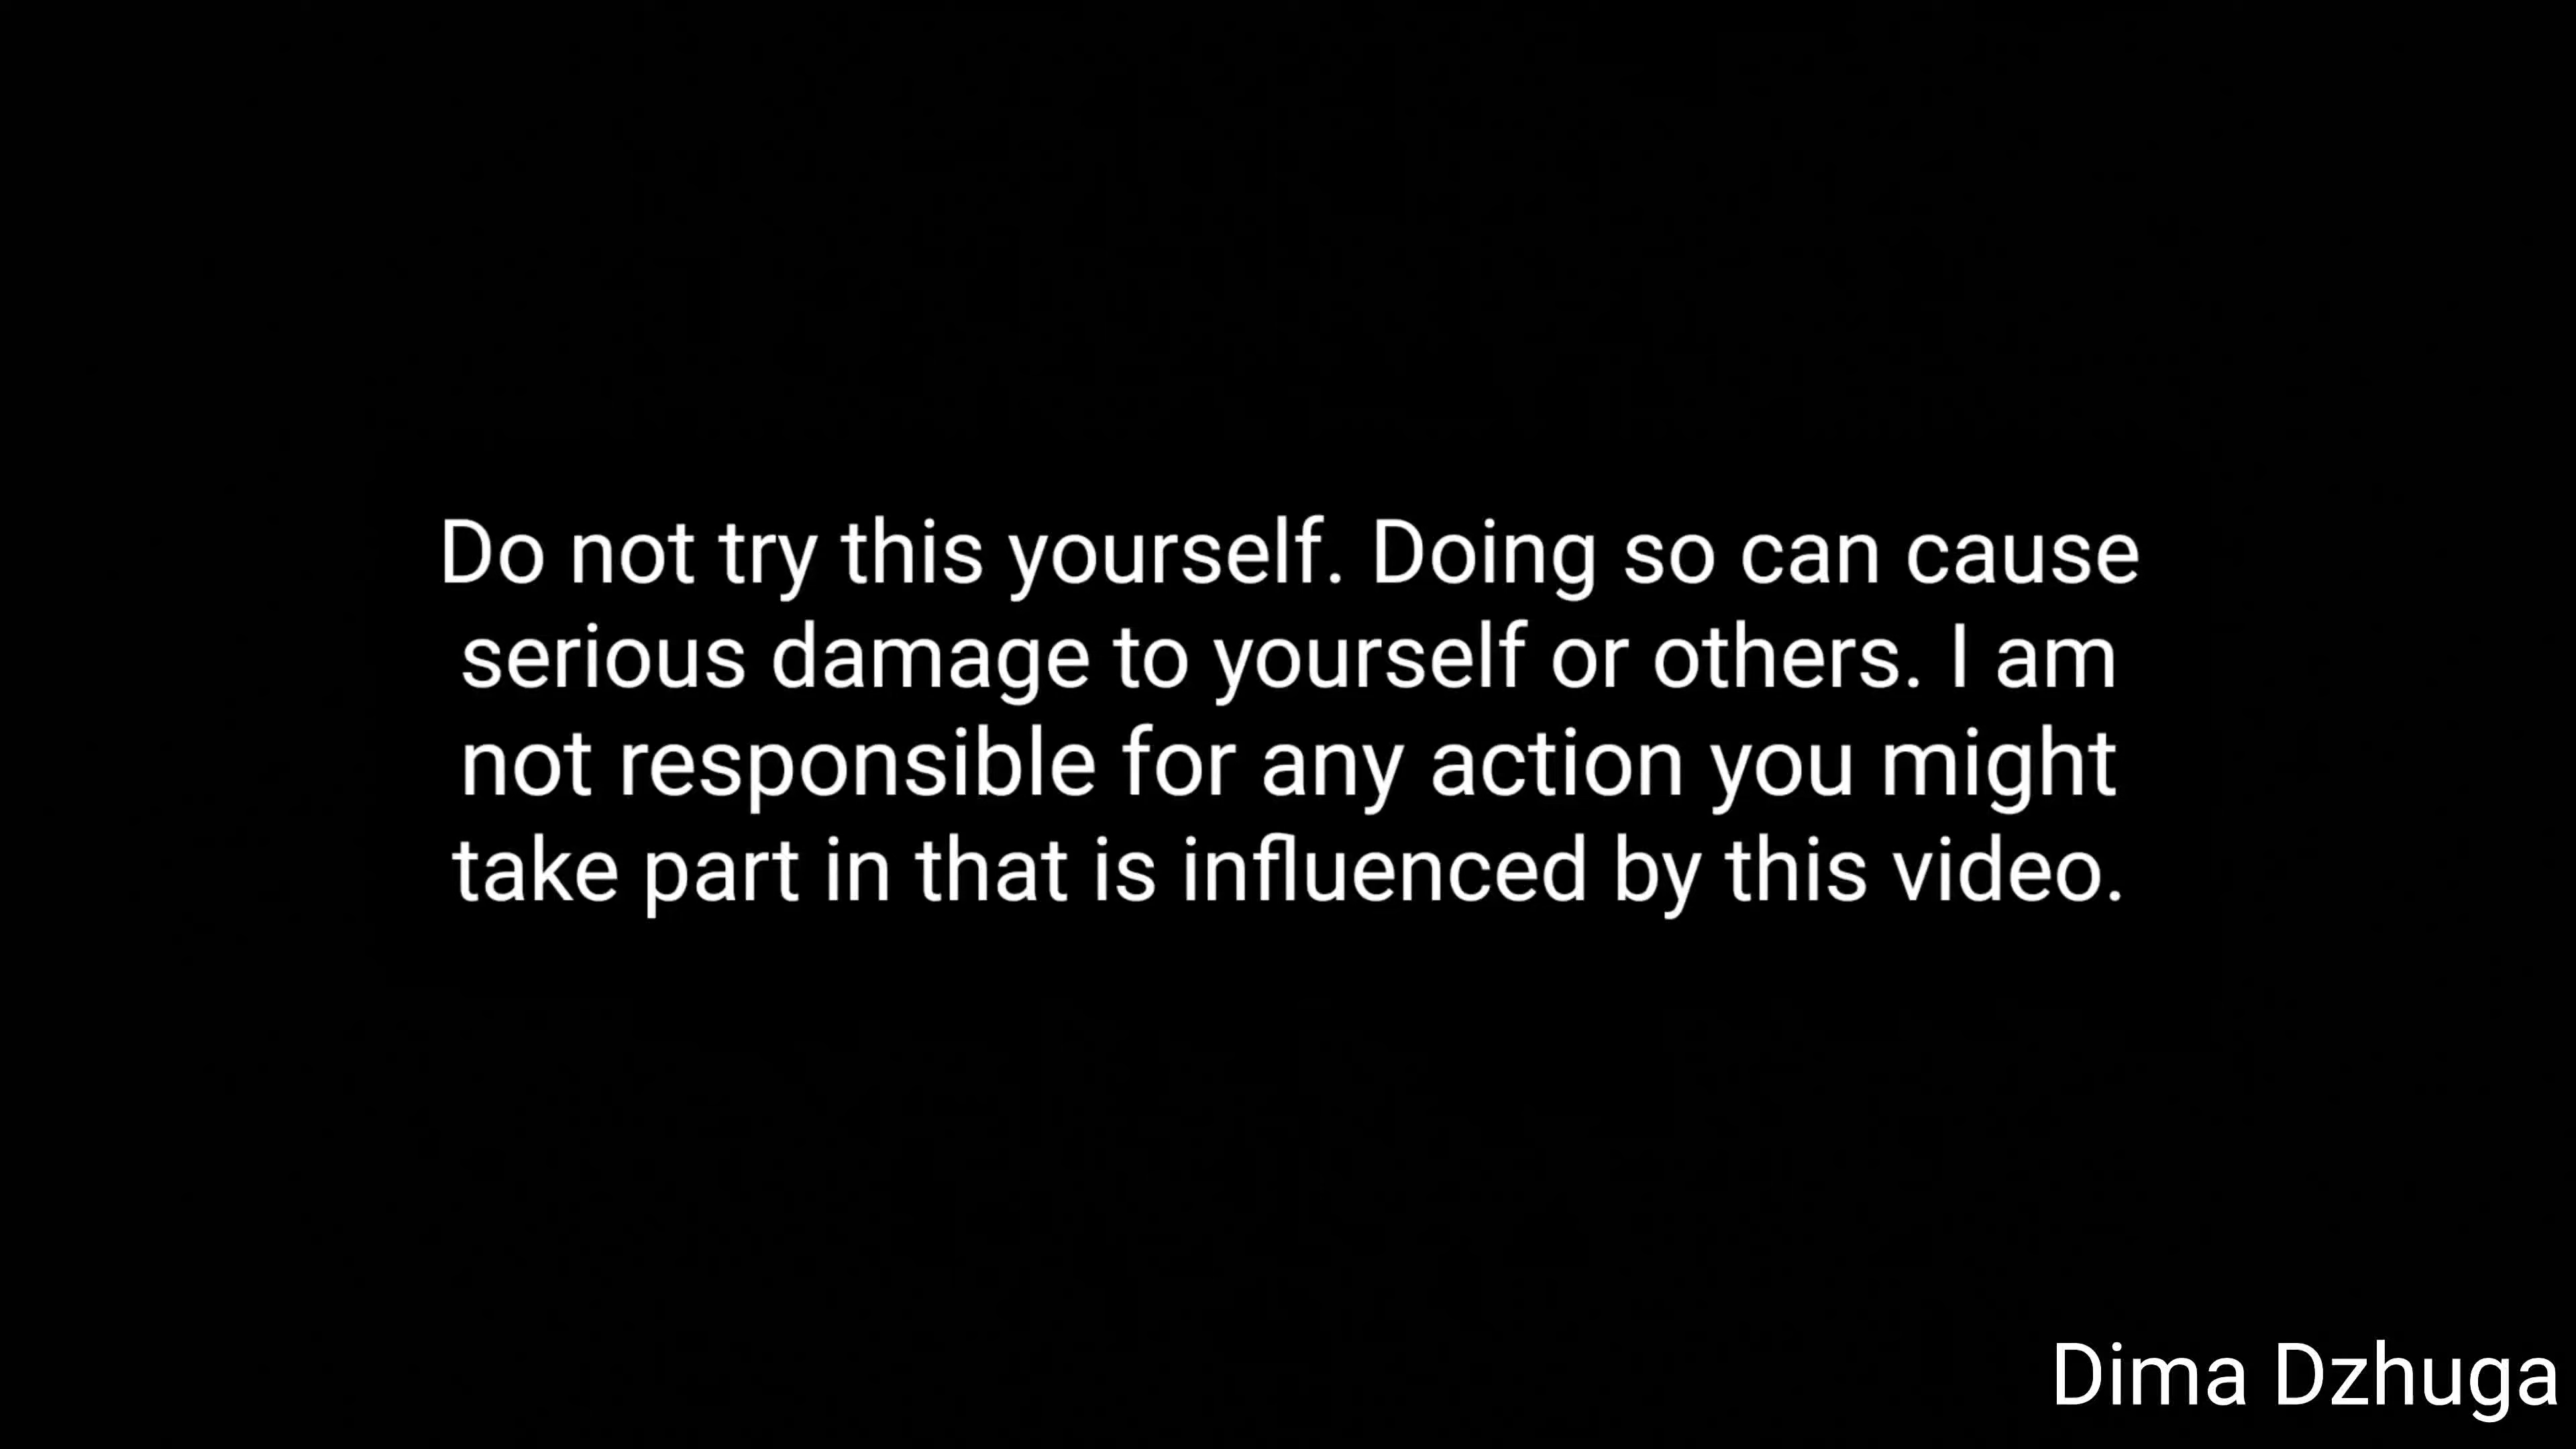 Do not try this yourself. Doing so can cause
serious damage to yourself or others. I am
not responsible for any action you might
take part in that is influenced by this video.
Dima Dzhuga